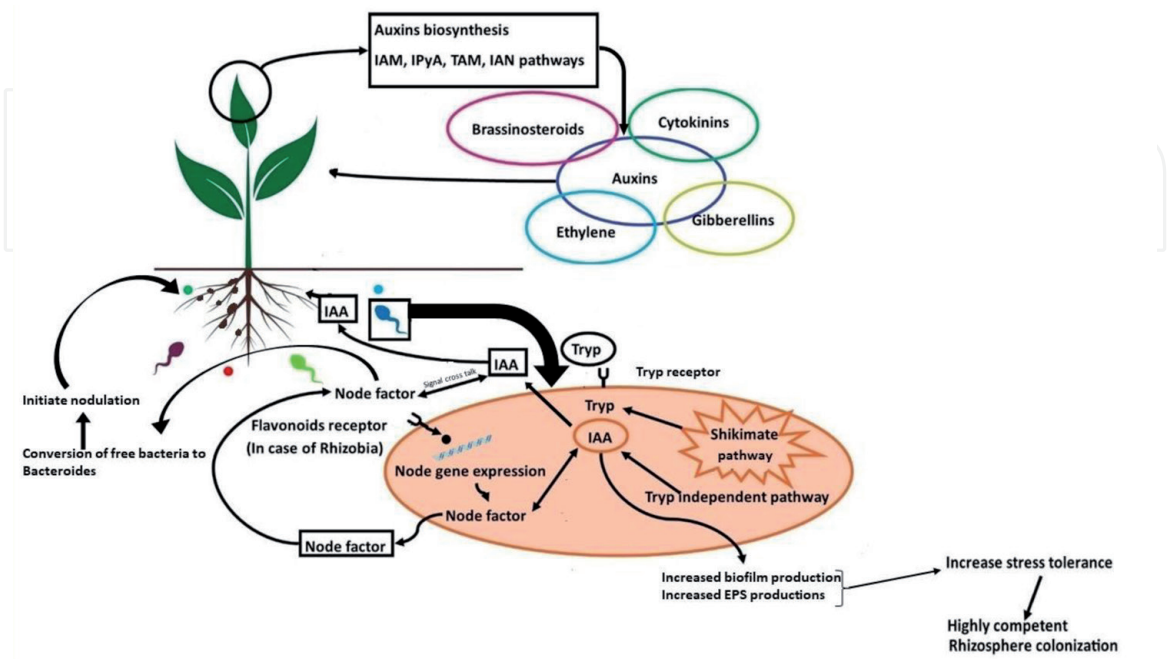 Auxins biosynthesis
IAM, IPyA, TAM, IAN pathways
Brassinosteroids
Cytokinins
Auxins
Ethylene
Gibberellins
IAA
IAA
Tryp
Tryp receptor
Signal cross talk
Node factor
Initiate nodulation
Flavonoids receptor
(In case of Rhizobia)
Conversion of free bacteria to
Bacteroides
Tryp
IAA
Shikimate
pathway
Node gene expression
Tryp independent pathway
Node factor
Node factor
Increased biofilm production
Increased EPS productions
Increase stress tolerance
Highly competent
Rhizosphere colonization